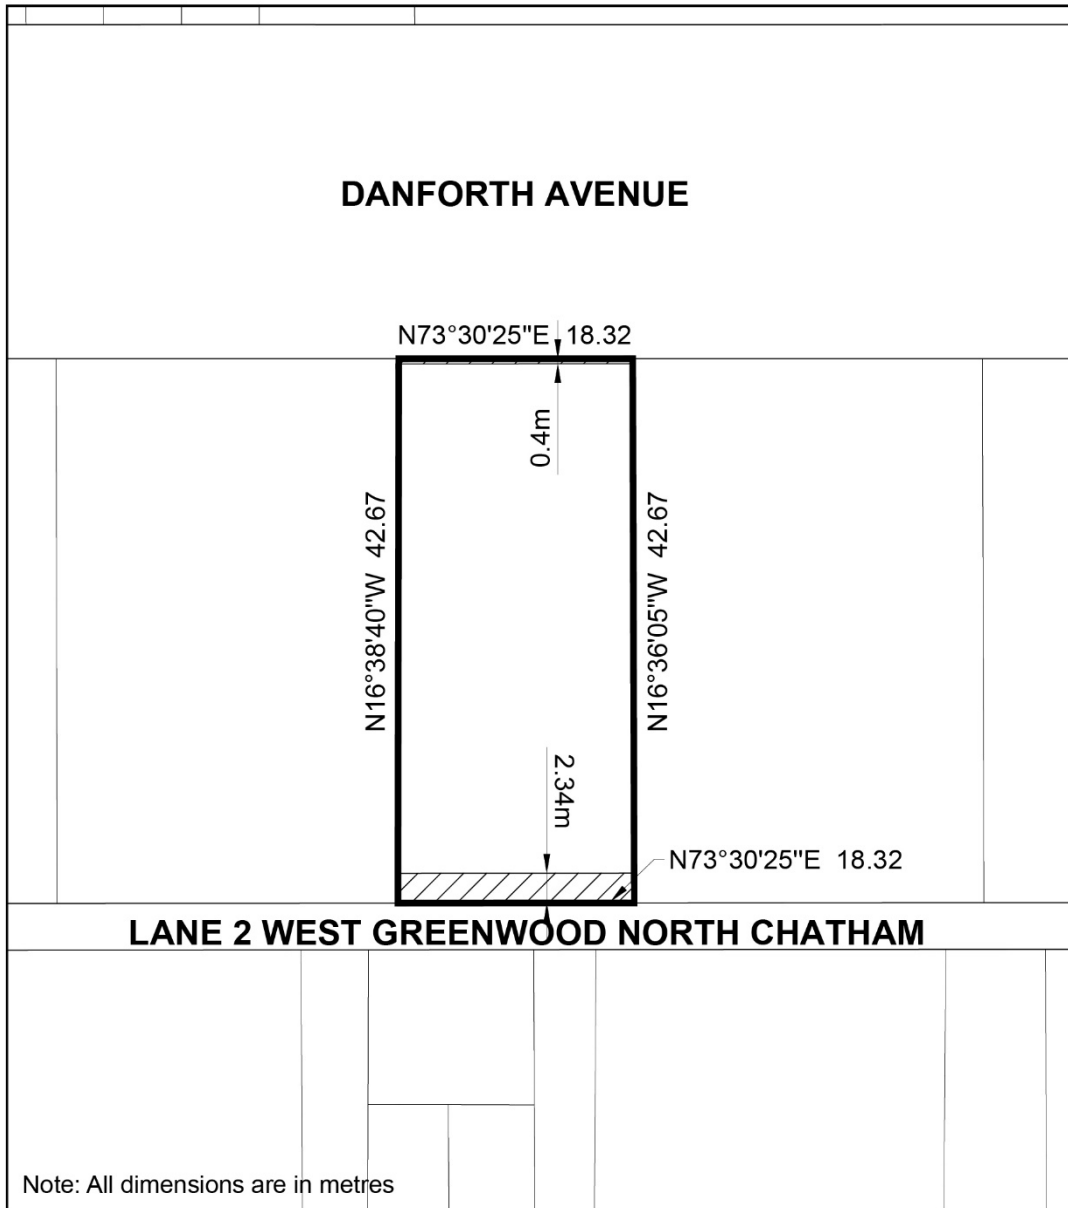 DANFORTH AVENUE
N73°30'25"E 18.32
0.4m
N16°38'40"W 42.67
N16°36'05"W 42.67
2.34m
N73°30'25"E 18.32
LANE 2 WEST GREENWOOD NORTH CHATHAM
Note: All dimensions are in metres